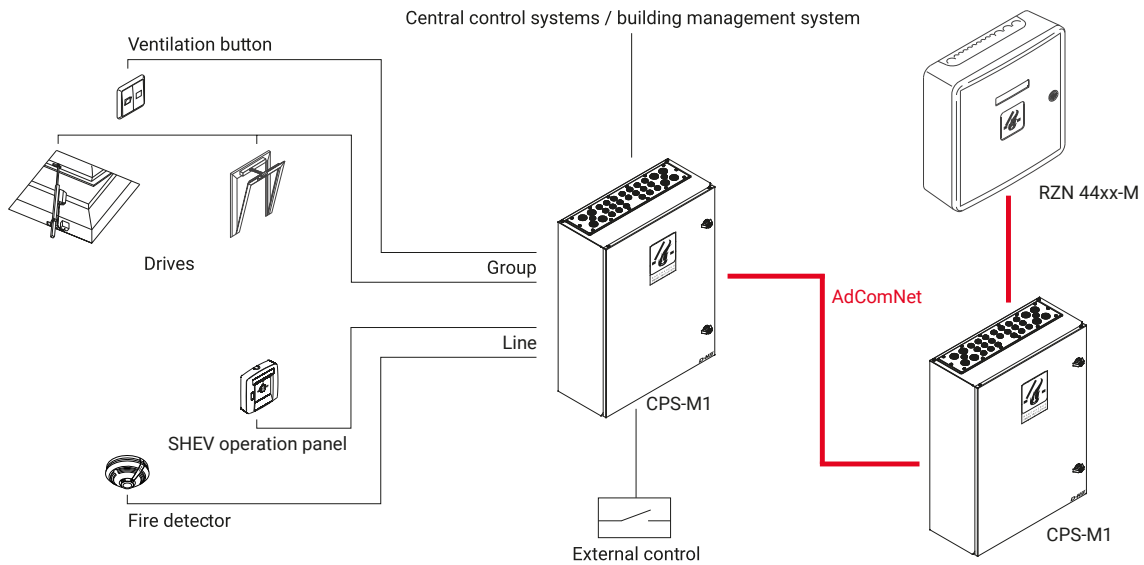 Central control systems / building management system
Ventilation button
RZN 44xx-M
Drives
Group
AdComNet
Line
CPS-M1
SHEV operation panel
Fire detector
External control
CPS-M1